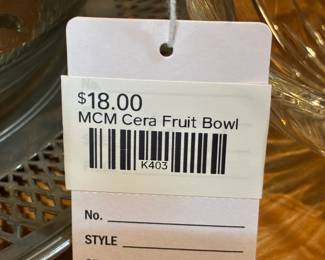 $18.00
MCM Cera Fruit Bowl
K403
No.
STYLE